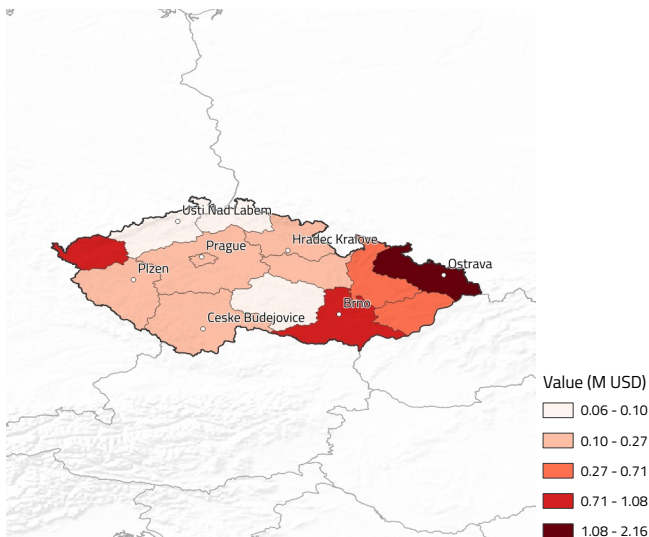 Usti Nad Labem
Prague
Hradec Kralove
Plzen
Ostrava
Brno
Ceske Budejovice
Value (M USD)
0.06 - 0.10
0.10 - 0.27
0.27 - 0.71
0.71 - 1.08
1.08 - 2.16